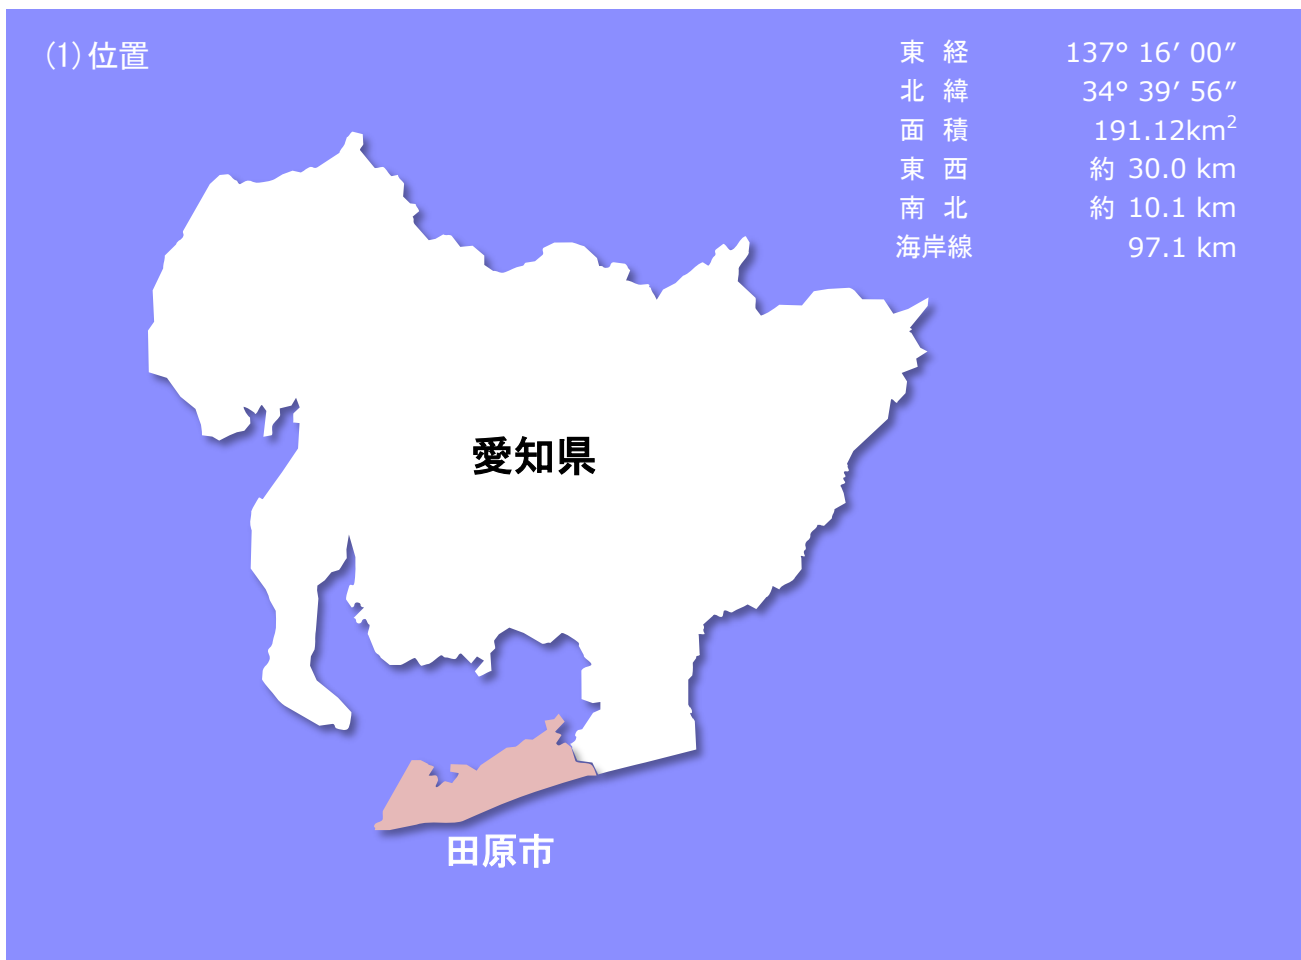 (1)位置
東 経 137° 16′ 00″
北 緯 34° 39′ 56″
面 積 191.12km²
東 西 約 30.0 km
南 北 約 10.1 km
海岸線 97.1 km
愛知県
田原市